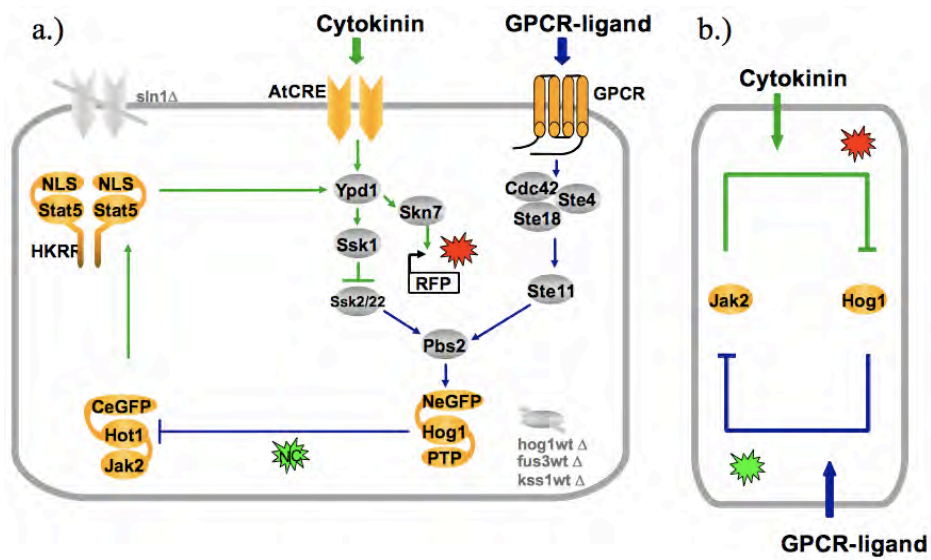 a.)
Cytokinin
GPCR-ligand
sln1Δ
AtCRE
GPCR
NLS
NLS
Stat5
Stat5
HKRR
Ypd1
Skn7
Ssk1
RFP
Ssk2/22
Cdc42
Ste4
Ste18
Ste11
Pbs2
NeGFP
Hog1
PTP
CeGFP
Hot1
Jak2
NC
hog1wt Δ
fus3wt Δ
kss1wt Δ
b.)
Cytokinin
Jak2
Hog1
GPCR-ligand